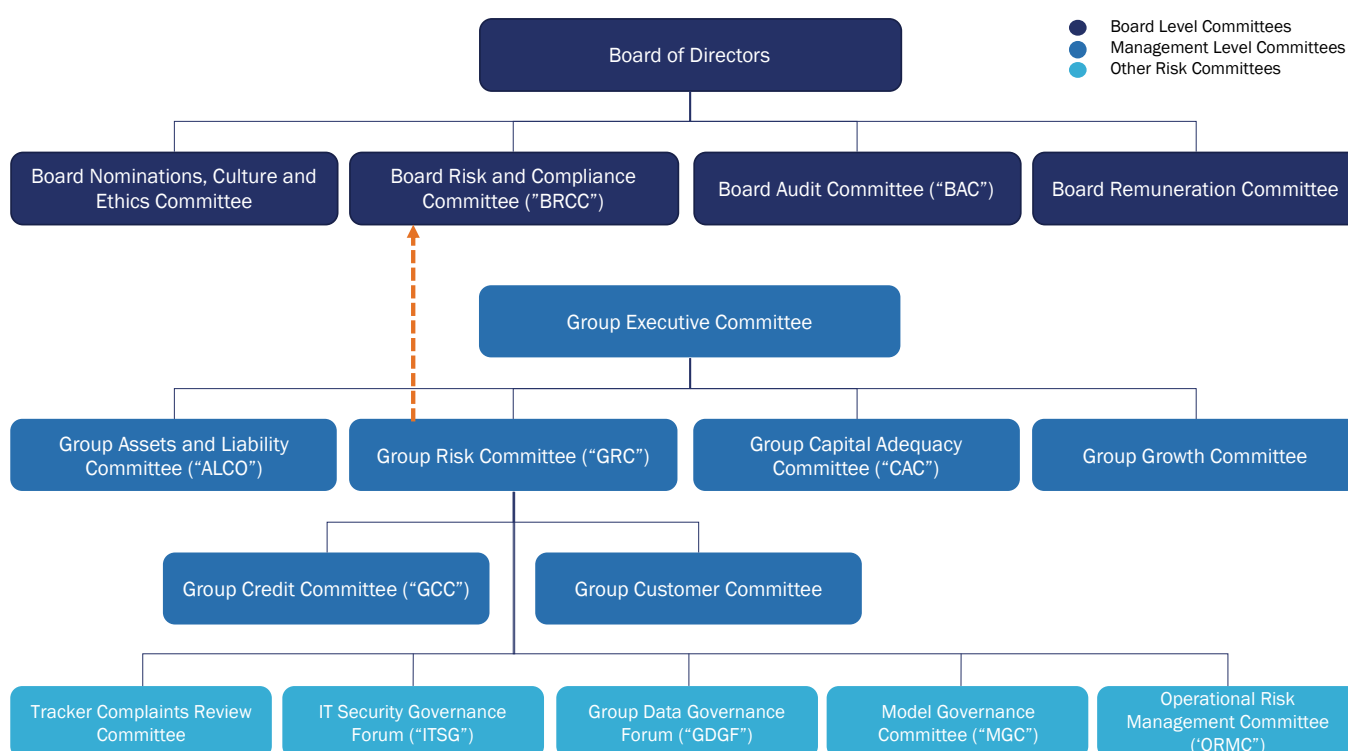 Board Level Committees
Management Level Committees
Other Risk Committees
Board of Directors
Board Nominations, Culture and
Ethics Committee
Board Risk and Compliance
Committee (”BRCC”)
Board Audit Committee (“BAC”)
Board Remuneration Committee
Group Executive Committee
Group Assets and Liability
Committee (“ALCO”)
Group Risk Committee (“GRC”)
Group Capital Adequacy
Committee (“CAC”)
Group Growth Committee
Group Credit Committee (“GCC”)
Group Customer Committee
Tracker Complaints Review
Committee
IT Security Governance
Forum (“ITSG”)
Group Data Governance
Forum (“GDGF”)
Model Governance
Committee (“MGC”)
Operational Risk
Management Committee
(“ORMC”)